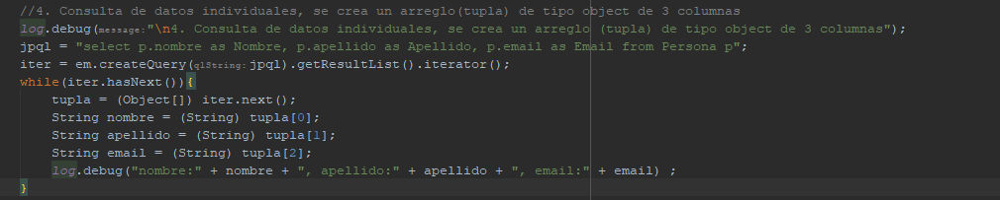 //4. Consulta de datos individuales, se crea un arreglo(tupla) de tipo object de 3 columnas
log.debug(message: "\n4. Consulta de datos individuales, se crea un arreglo (tupla) de tipo object de 3 columnas");
jpql = "select p.nombre as Nombre, p.apellido as Apellido, p.email as Email from Persona p";
iter = em.createQuery(qlString: jpql).getResultList().iterator();
while(iter.hasNext()){
    tupla = (Object[]) iter.next();
    String nombre = (String) tupla[0];
    String apellido = (String) tupla[1];
    String email = (String) tupla[2];
    log.debug("nombre:" + nombre + ", apellido:" + apellido + ", email:" + email) ;
}